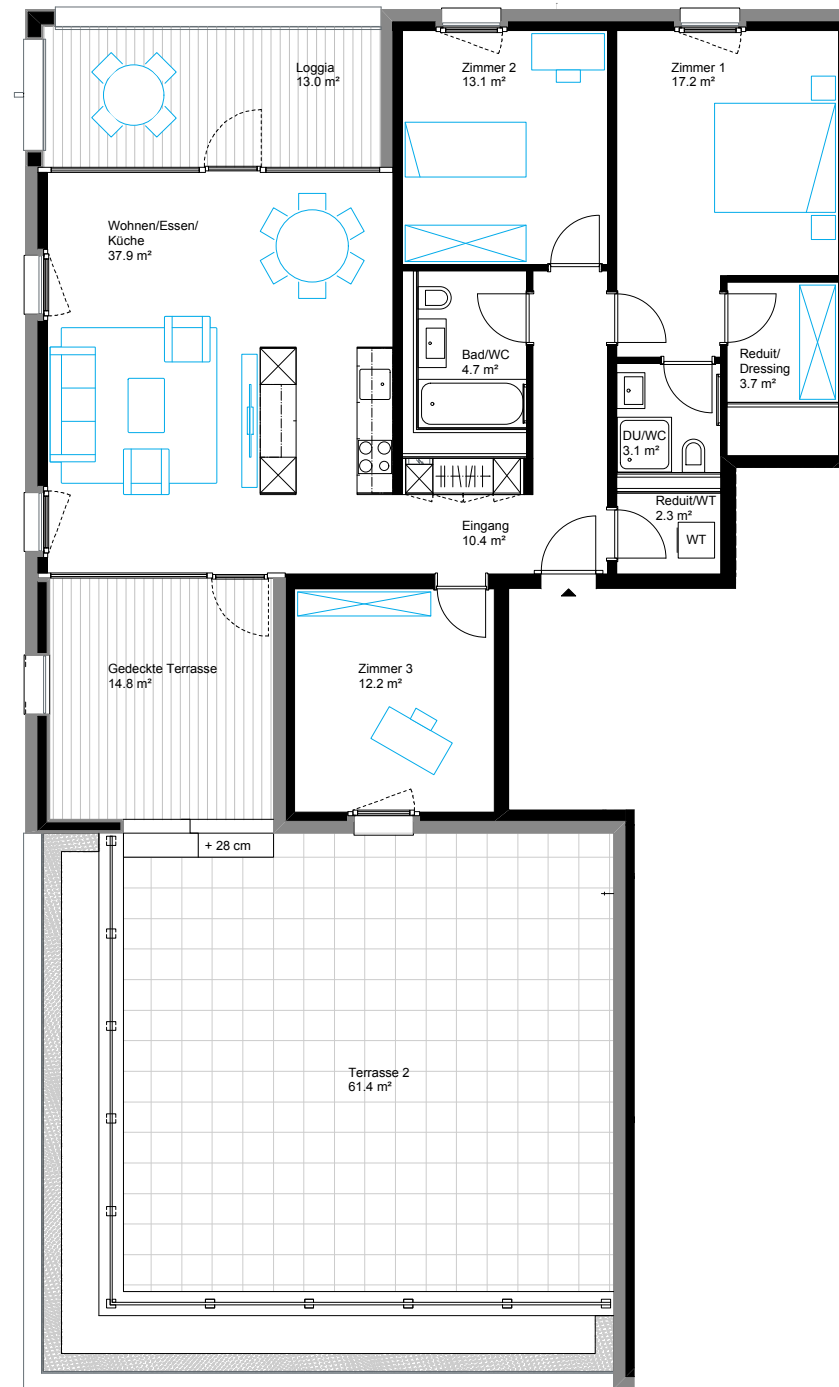 Loggia
13.0 m²
Zimmer 2
13.1 m²
Zimmer 1
17.2 m²
Wohnen/Essen/
Küche
37.9 m²
Bad/WC
4.7 m²
Reduit/
Dressing
3.7 m²
DU/WC
3.1 m²
Reduit/WT
2.3 m²
WT
Eingang
10.4 m²
Gedeckte Terrasse
14.8 m²
Zimmer 3
12.2 m²
+ 28 cm
Terrasse 2
61.4 m²